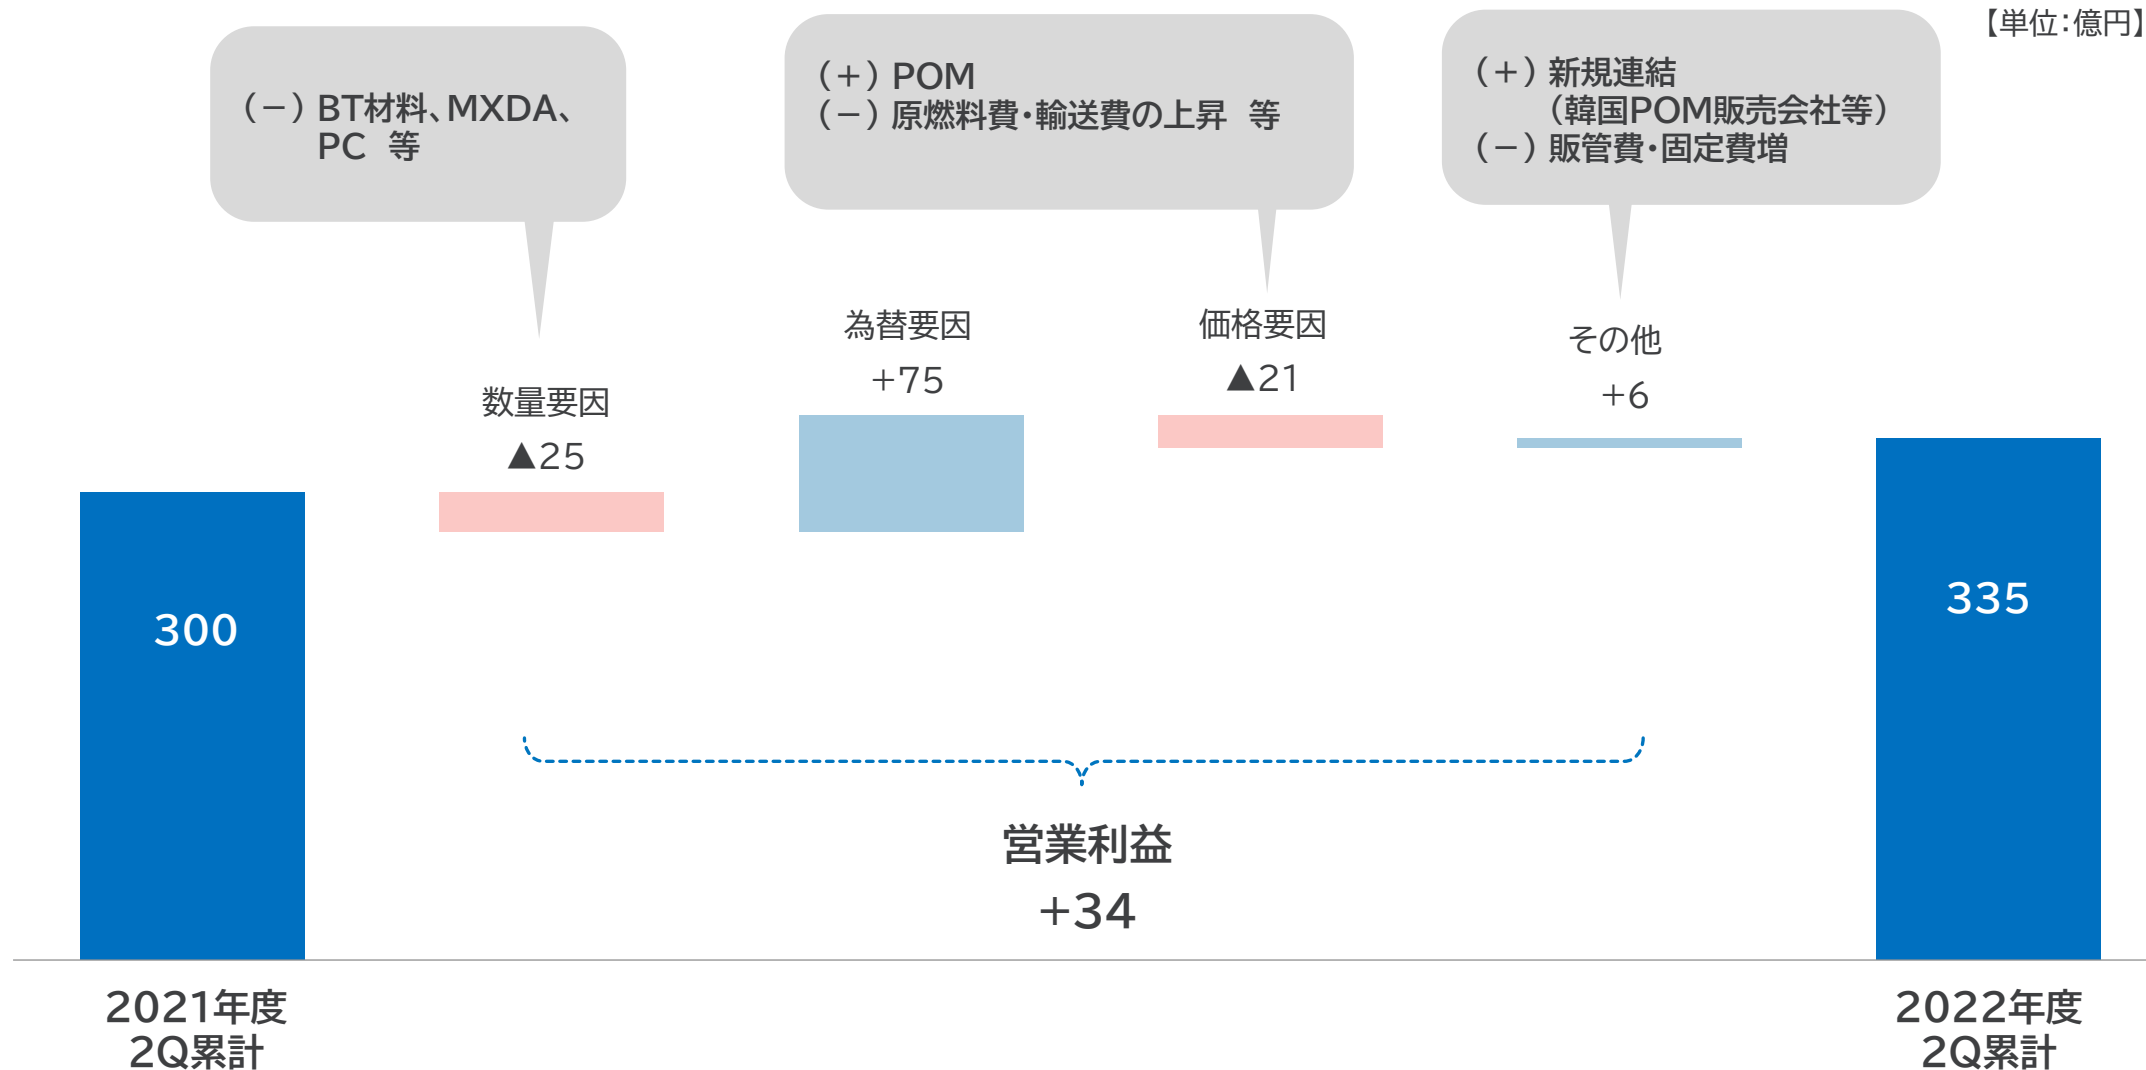 【単位：億円】
（－）BT材料、MXDA、
PC 等
（＋）POM
（－）原燃料費・輸送費の上昇 等
（＋）新規連結
（韓国POM販売会社等）
（－）販管費・固定費増
数量要因
▲25
為替要因
+75
価格要因
▲21
その他
+6
300
335
営業利益
+34
2021年度
2Q累計
2022年度
2Q累計